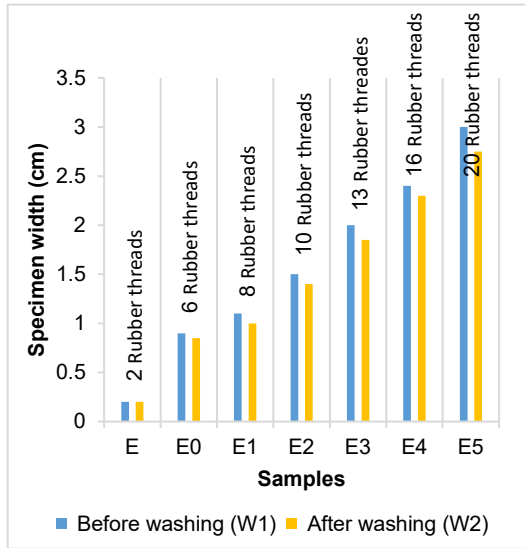 Specimen width (cm)
3.5
3
2.5
2
1.5
1
0.5
0
2 Rubber threads
6 Rubber threads
8 Rubber threads
10 Rubber threads
13 Rubber threades
16 Rubber threads
20 Rubber threads
E E0 E1 E2 E3 E4 E5
Samples
Before washing (W1) After washing (W2)